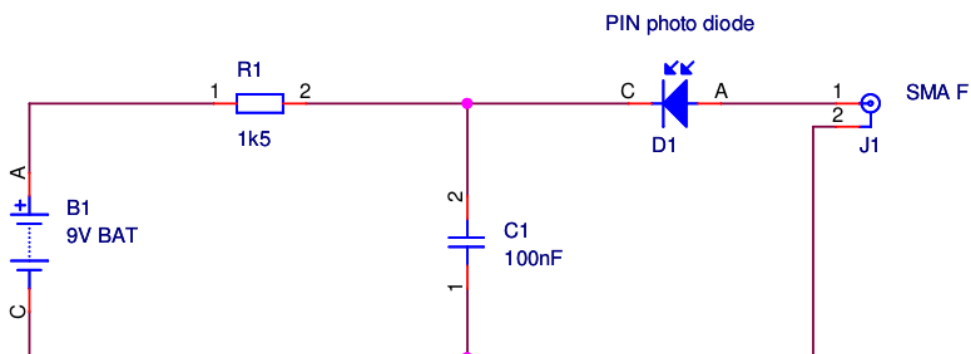 PIN photo diode
R1
1
2
1k5
C
A
D1
1
2
SMA F
J1
A
+
B1
9V BAT
C
2
C1
100nF
1